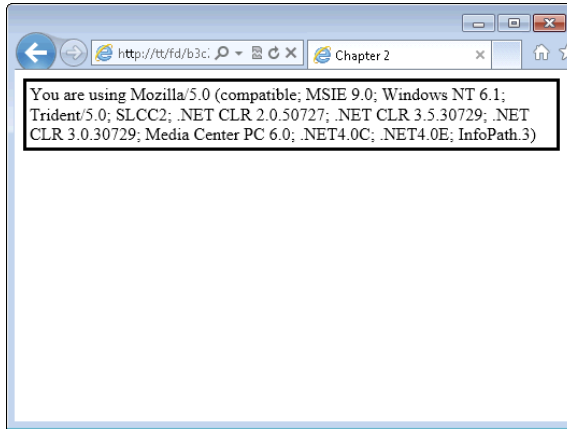 http://tt/fd/b3c.
Chapter 2
You are using Mozilla/5.0 (compatible; MSIE 9.0; Windows NT 6.1;
Trident/5.0; SLCC2; .NET CLR 2.0.50727; .NET CLR 3.5.30729; .NET
CLR 3.0.30729; Media Center PC 6.0; .NET4.0C; .NET4.0E; InfoPath.3)